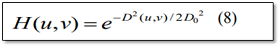 H(u,v) = e^{-D^2(u,v)/2D_0^2} (8)